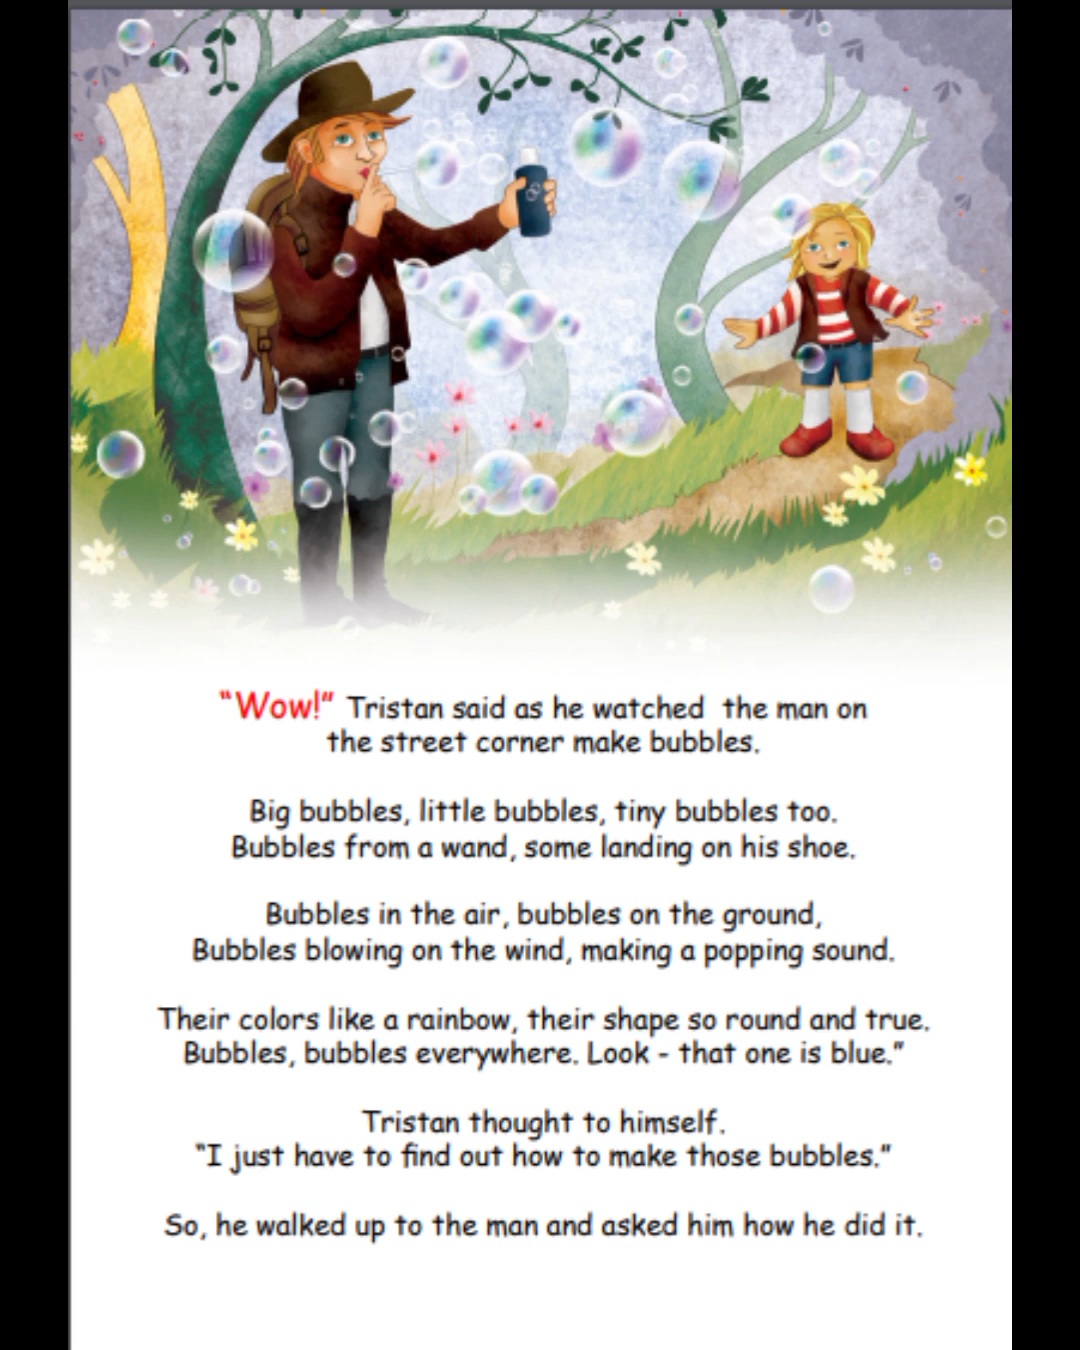 “Wow!” Tristan said as he watched  the man on
the street corner make bubbles.
Big bubbles, little bubbles, tiny bubbles too.
Bubbles from a wand, some landing on his shoe.
Bubbles in the air, bubbles on the ground,
Bubbles blowing on the wind, making a popping sound.
Their colors like a rainbow, their shape so round and true.
Bubbles, bubbles everywhere. Look - that one is blue.”
Tristan thought to himself.
“I just have to find out how to make those bubbles.”
So, he walked up to the man and asked him how he did it.